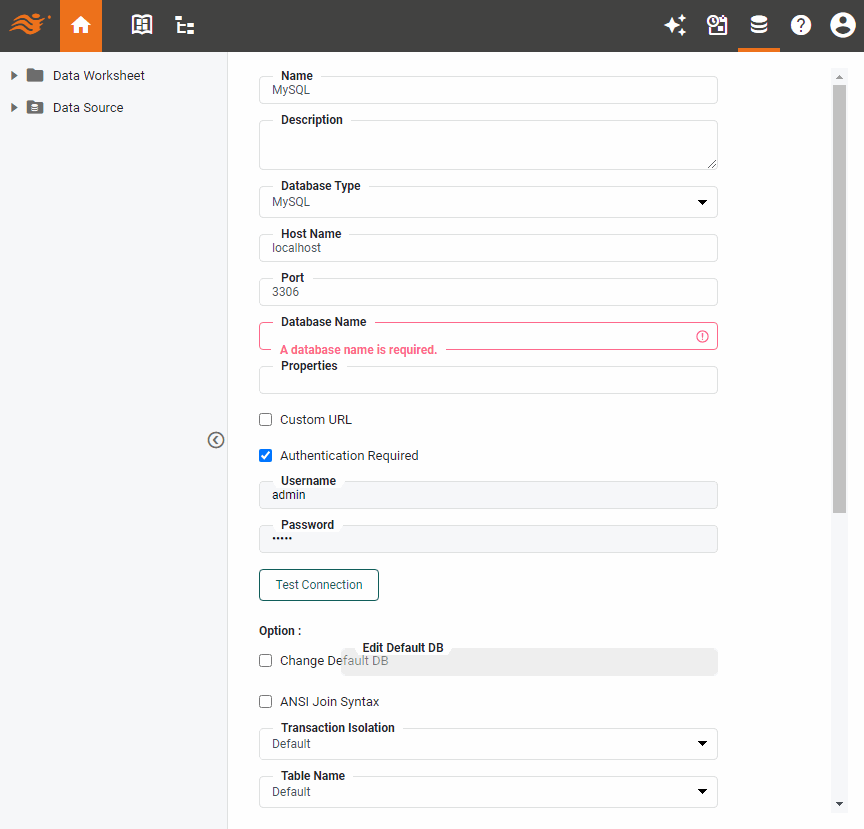 Data Worksheet
Data Source
Name
MySQL
Description
Database Type
MySQL
Host Name
localhost
Port
3306
Database Name
A database name is required.
Properties
Custom URL
Authentication Required
Username
admin
Password
•••••
Test Connection
Option :
Edit Default DB
Change Default DB
ANSI Join Syntax
Transaction Isolation
Default
Table Name
Default